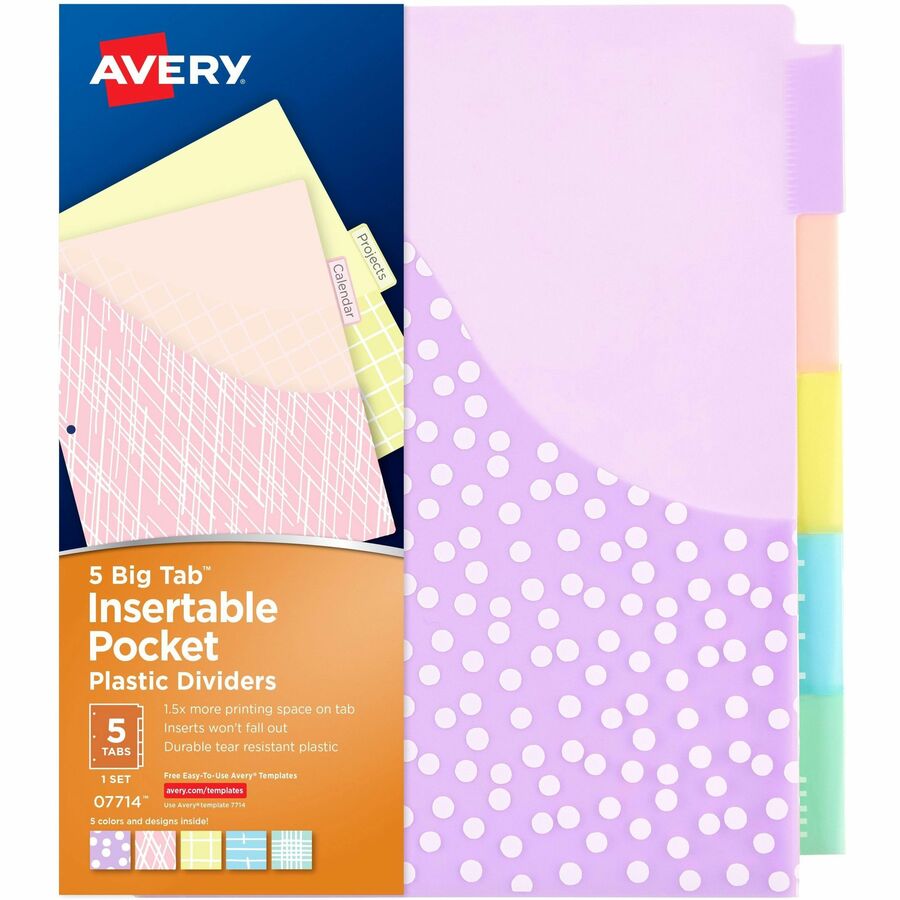 AVERY®
Projects
Calendar
5 Big Tab™
Insertable
Pocket
Plastic Dividers
5
TABS
1 SET
07714™
1.5x more printing space on tab
Inserts won't fall out
Durable tear resistant plastic
Free Easy-To-Use Avery® Templates
avery.com/templates
Use Avery® template 7714
5 colors and designs inside!